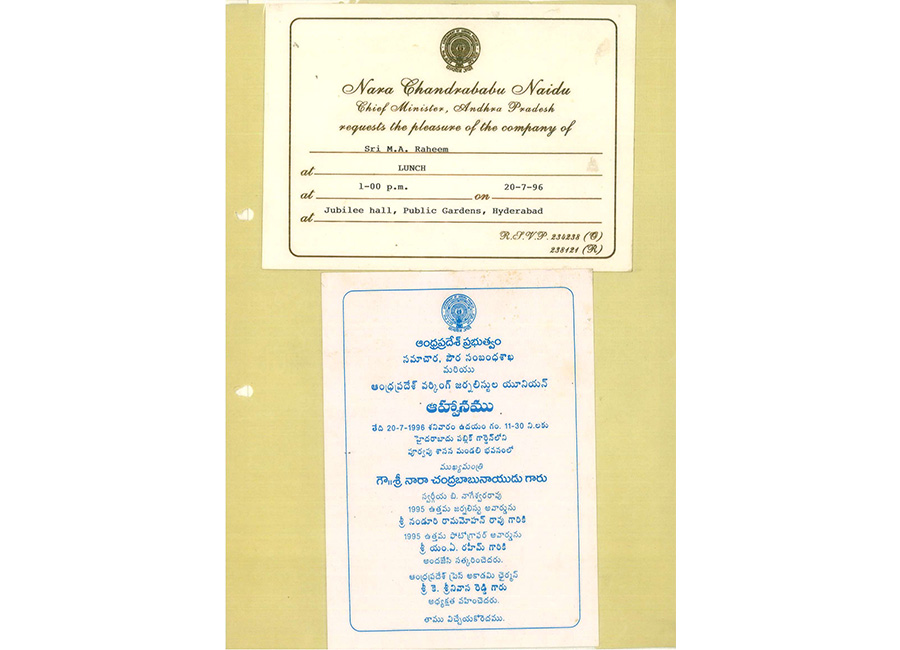 Nara Chandrababu Naidu
Chief Minister, Andhra Pradesh
requests the pleasure of the company of
Sri M.A. Raheem
at LUNCH
at 1-00 p.m. on 20-7-96
at Jubilee hall, Public Gardens, Hyderabad
R.S.V.P. 234238 (O)
238121 (R)
ఆంధ్రప్రదేశ్ ప్రభుత్వం
సమాచార, పౌర సంబంధశాఖ
మరియు
ఆంధ్రప్రదేశ్ వర్కింగ్ జర్నలిస్టుల యూనియన్
ఆహ్వానము
తేది 20-7-1996 శనివారం ఉదయం గం. 11-30 ని.లకు
హైదరాబాదు పబ్లిక్ గార్డెన్‌లోని
పూర్వపు శాసన మండలి భవనంలో
ముఖ్యమంత్రి
గౌ॥శ్రీ నారా చంద్రబాబునాయుడు గారు
స్వర్గీయ బి. నాగేశ్వరరావు
1995 ఉత్తమ జర్నలిస్టు అవార్డును
శ్రీ నండూరి రామమోహన్ రావు గారికి
1995 ఉత్తమ ఫొటోగ్రాఫర్ అవార్డును
శ్రీ యం.ఏ. రహీమ్ గారికి
అందజేసి సత్కరించెదరు.
ఆంధ్రప్రదేశ్ ప్రెస్ అకాడమి ఛైర్మన్
శ్రీ కె. శ్రీనివాస రెడ్డి గారు
అధ్యక్షత వహించెదరు.
తాము విచ్చేయకోరెదము.